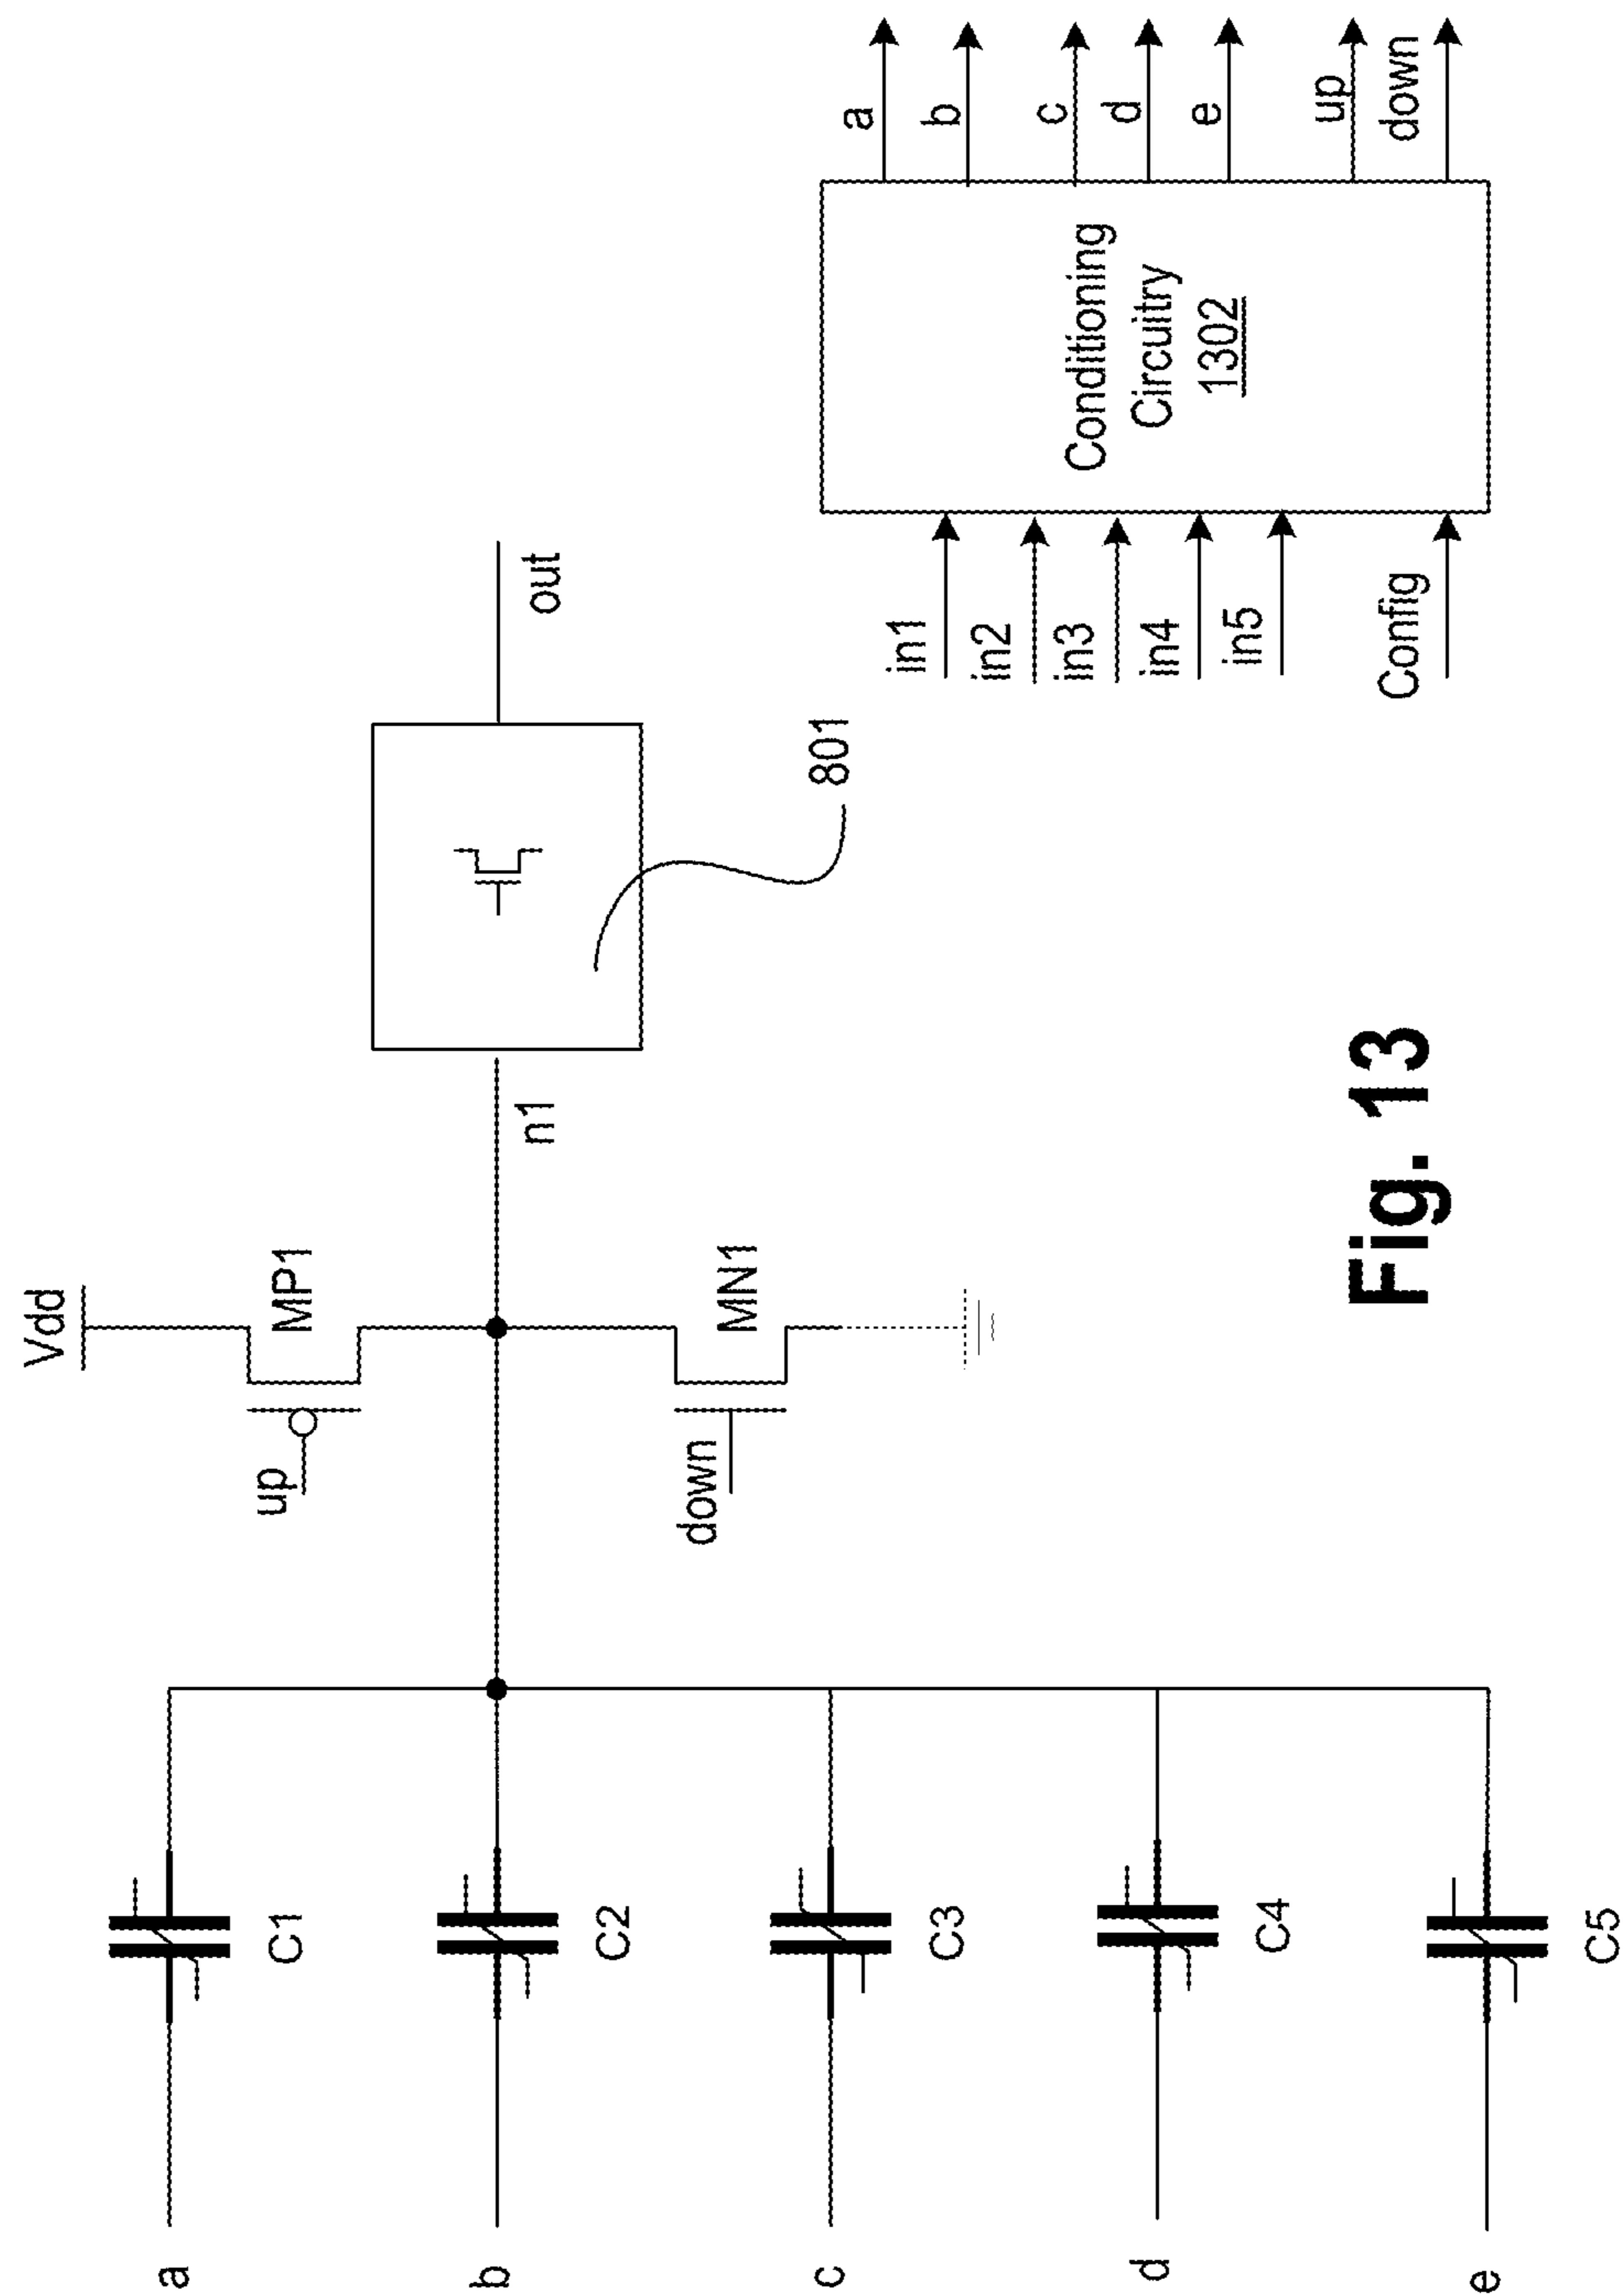 Vdd
up
MP1
a
C1
n1
out
b
C2
down
MN1
801
c
C3
d
C4
e
C5
in1
in2
in3
in4
in5
Config
Conditioning
Circuitry
1302
a
b
c
d
e
up
down
Fig. 13